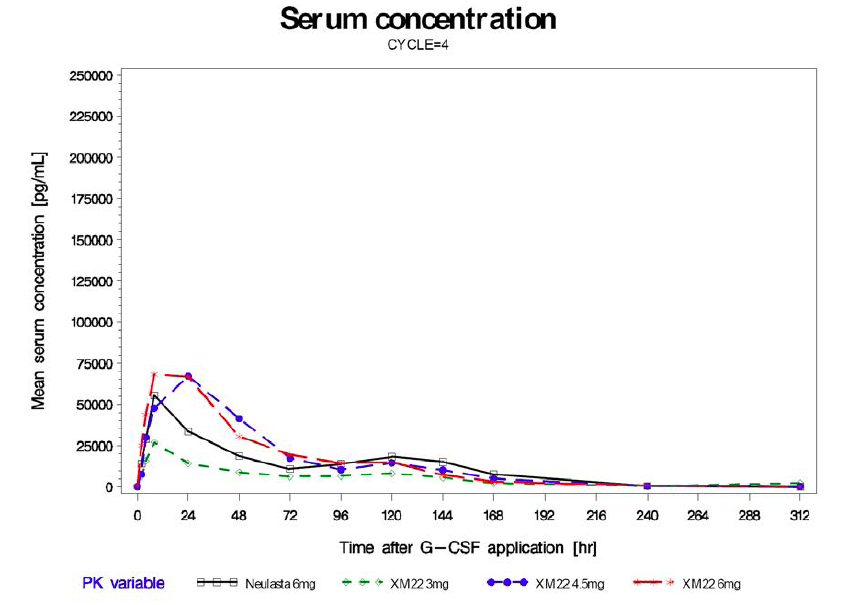 Serum concentration
CYCLE=4
250000
225000
200000
175000
150000
125000
100000
75000
50000
25000
0
Mean serum concentration [pg/mL]
0 24 48 72 96 120 144 168 192 216 240 264 288 312
Time after G-CSF application [hr]
PK variable Neulasta 6mg XM22 3mg XM22 4.5mg XM22 6mg